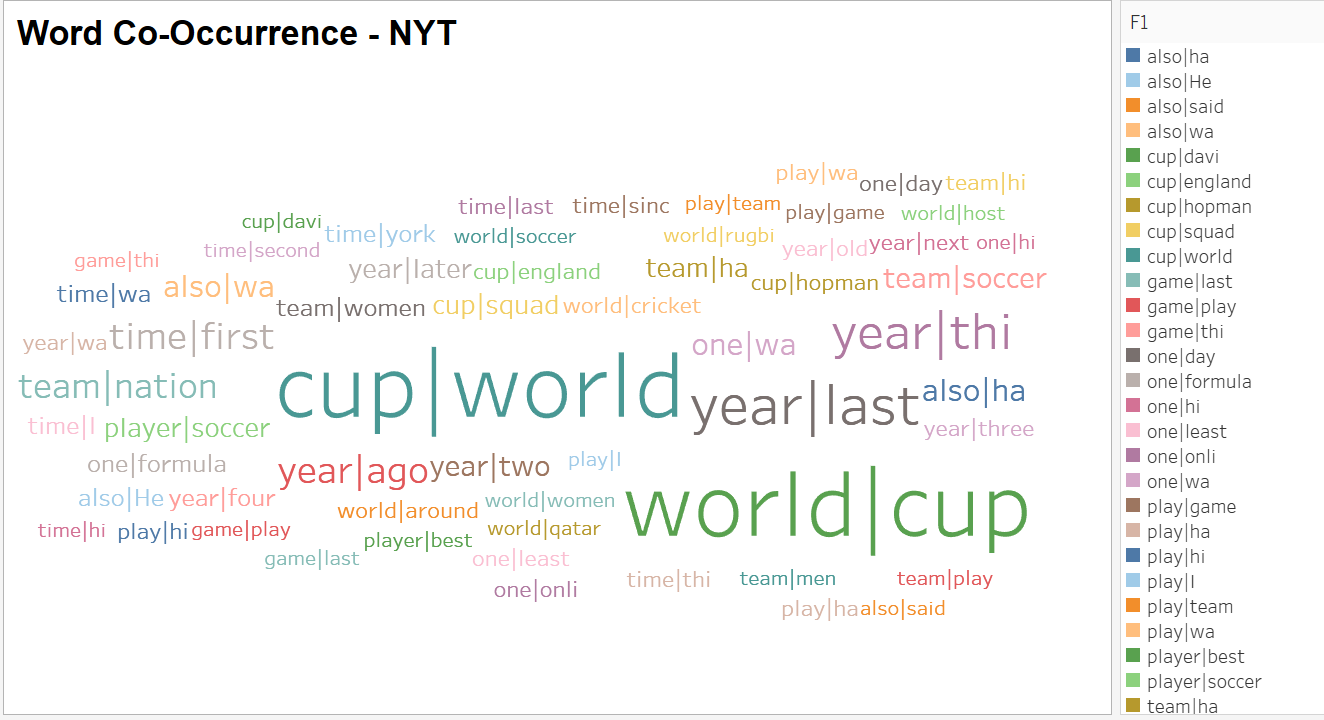 Word Co-Occurrence - NYT
play|wa
one|day team|hi
time|last time|sinc play|team play|game world|host
cup|davi time|york world|soccer world|rugbi year|old year|next one|hi
game|thi time|second year|later cup|england team|ha cup|hopman team|soccer
time|wa also|wa team|women cup|squad world|cricket
year|wa time|first one|wa year|thi
team|nation cup|world year|last also|ha
time|I player|soccer year|three
one|formula year|ago year|two play|I
also|He year|four world|around world|women world|cup
time|hi play|hi game|play player|best world|qatar
game|last one|least
one|onli time|thi team|men team|play
play|ha also|said
F1
also|ha
also|He
also|said
also|wa
cup|davi
cup|england
cup|hopman
cup|squad
cup|world
game|last
game|play
game|thi
one|day
one|formula
one|hi
one|least
one|onli
one|wa
play|game
play|ha
play|hi
play|I
play|team
play|wa
player|best
player|soccer
team|ha